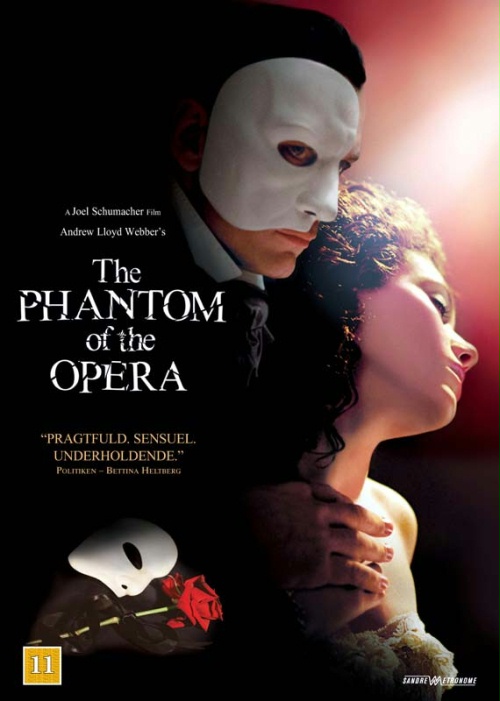 A Joel Schumacher Film
Andrew Lloyd Webber's
The
PHANTOM
of the
OPERA
“PRAGTFULD. SENSUEL.
UNDERHOLDENDE.”
POLITIKEN – BETTINA HELTBERG
11
SANDREW METRONOME